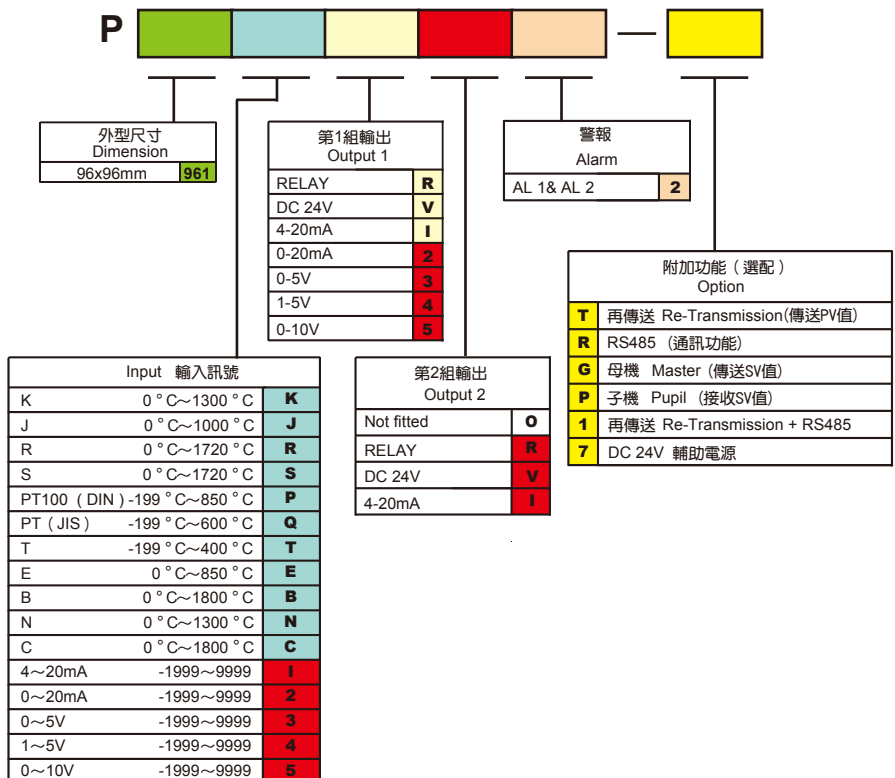 P
外型尺寸
Dimension
96x96mm 961
第1組輸出
Output 1
RELAY R
DC 24V V
4-20mA I
0-20mA 2
0-5V 3
1-5V 4
0-10V 5
警報
Alarm
AL 1& AL 2 2
附加功能（選配）
Option
T 再傳送 Re-Transmission(傳送PV值)
R RS485 (通訊功能)
G 母機 Master (傳送SV值)
P 子機 Pupil (接收SV值)
1 再傳送 Re-Transmission + RS485
7 DC 24V 輔助電源
Input 輸入訊號
K 0 °C～1300 °C K
J 0 °C～1000 °C J
R 0 °C～1720 °C R
S 0 °C～1720 °C S
PT100 （DIN） -199 °C～850 °C P
PT（JIS） -199 °C～600 °C Q
T -199 °C～400 °C T
E 0 °C～850 °C E
B 0 °C～1800 °C B
N 0 °C～1300 °C N
C 0 °C～1800 °C C
4～20mA -1999～9999 I
0～20mA -1999～9999 2
0～5V -1999～9999 3
1～5V -1999～9999 4
0～10V -1999～9999 5
第2組輸出
Output 2
Not fitted O
RELAY R
DC 24V V
4-20mA I